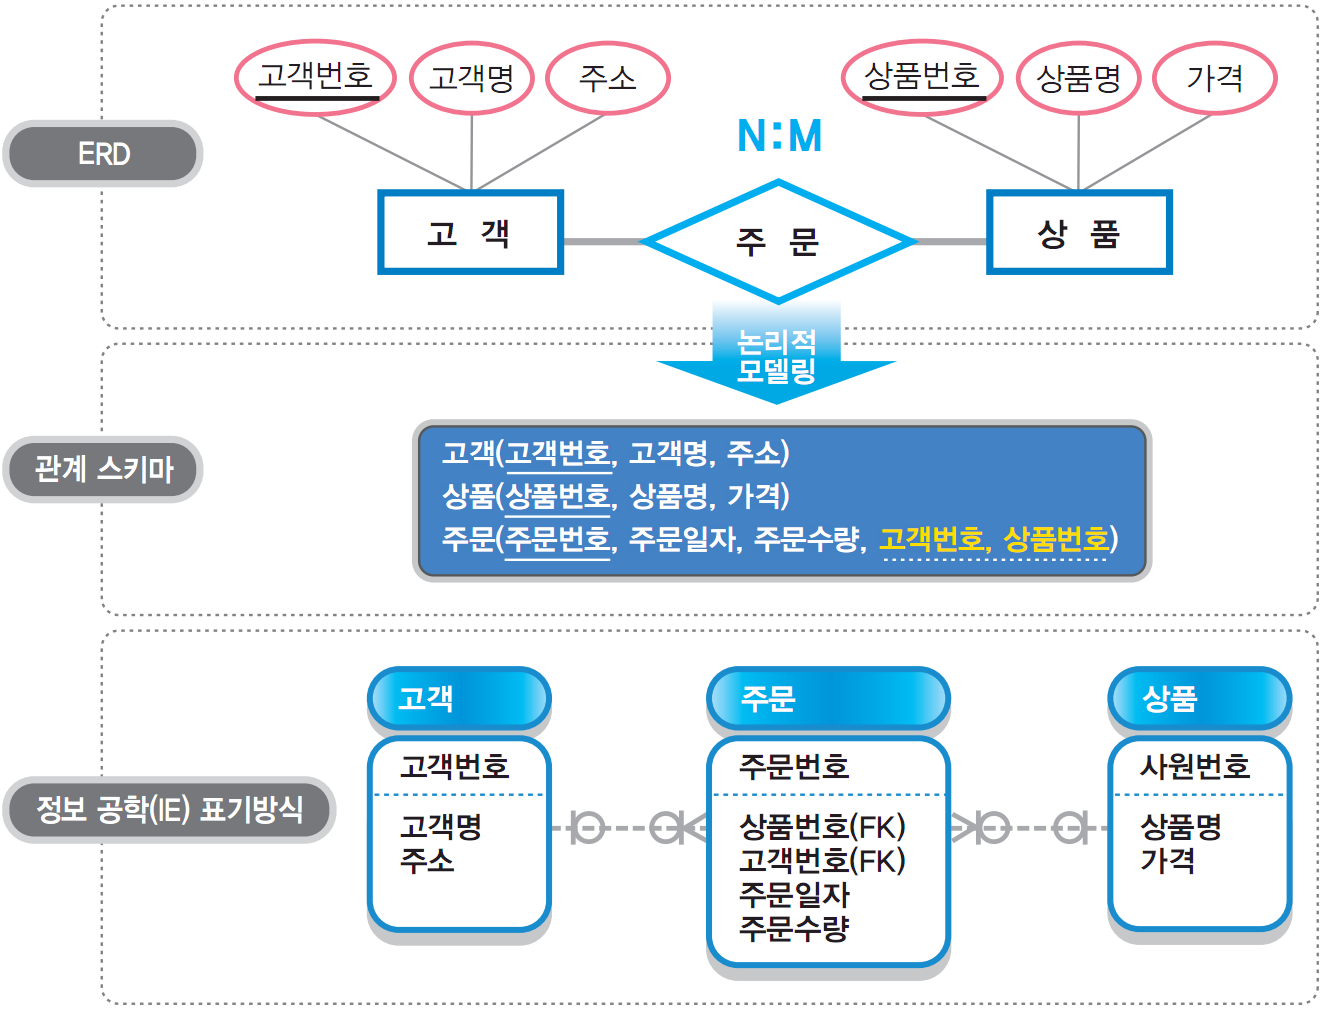 고객번호
고객명
주소
상품번호
상품명
가격
N:M
ERD
고 객
주 문
상 품
논리적
모델링
관계 스키마
고객(고객번호, 고객명, 주소)
상품(상품번호, 상품명, 가격)
주문(주문번호, 주문일자, 주문수량, 고객번호, 상품번호)
정보 공학(IE) 표기방식
고객
고객번호
고객명
주소
주문
주문번호
상품번호(FK)
고객번호(FK)
주문일자
주문수량
상품
사원번호
상품명
가격